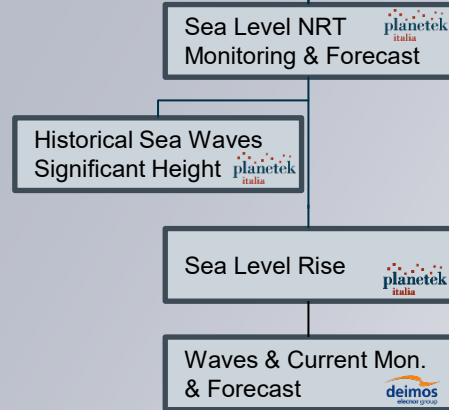 Sea Level NRT
Monitoring & Forecast
planetek
italia
Historical Sea Waves
Significant Height
planetek
italia
Sea Level Rise
planetek
italia
Waves & Current Mon.
& Forecast
deimos
elecnor group